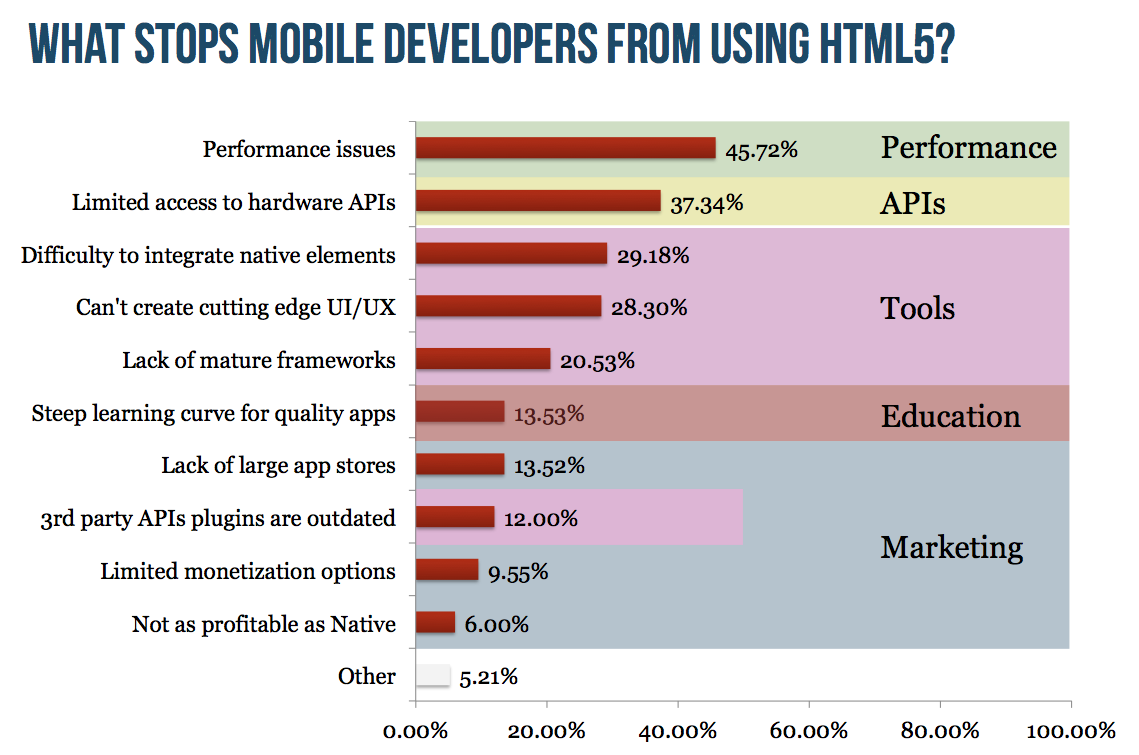 WHAT STOPS MOBILE DEVELOPERS FROM USING HTML5?
Performance issues 45.72% Performance
Limited access to hardware APIs 37.34% APIs
Difficulty to integrate native elements 29.18%
Can't create cutting edge UI/UX 28.30% Tools
Lack of mature frameworks 20.53%
Steep learning curve for quality apps 13.53% Education
Lack of large app stores 13.52%
3rd party APIs plugins are outdated 12.00%
Marketing
Limited monetization options 9.55%
Not as profitable as Native 6.00%
Other 5.21%
0.00% 20.00% 40.00% 60.00% 80.00% 100.00%